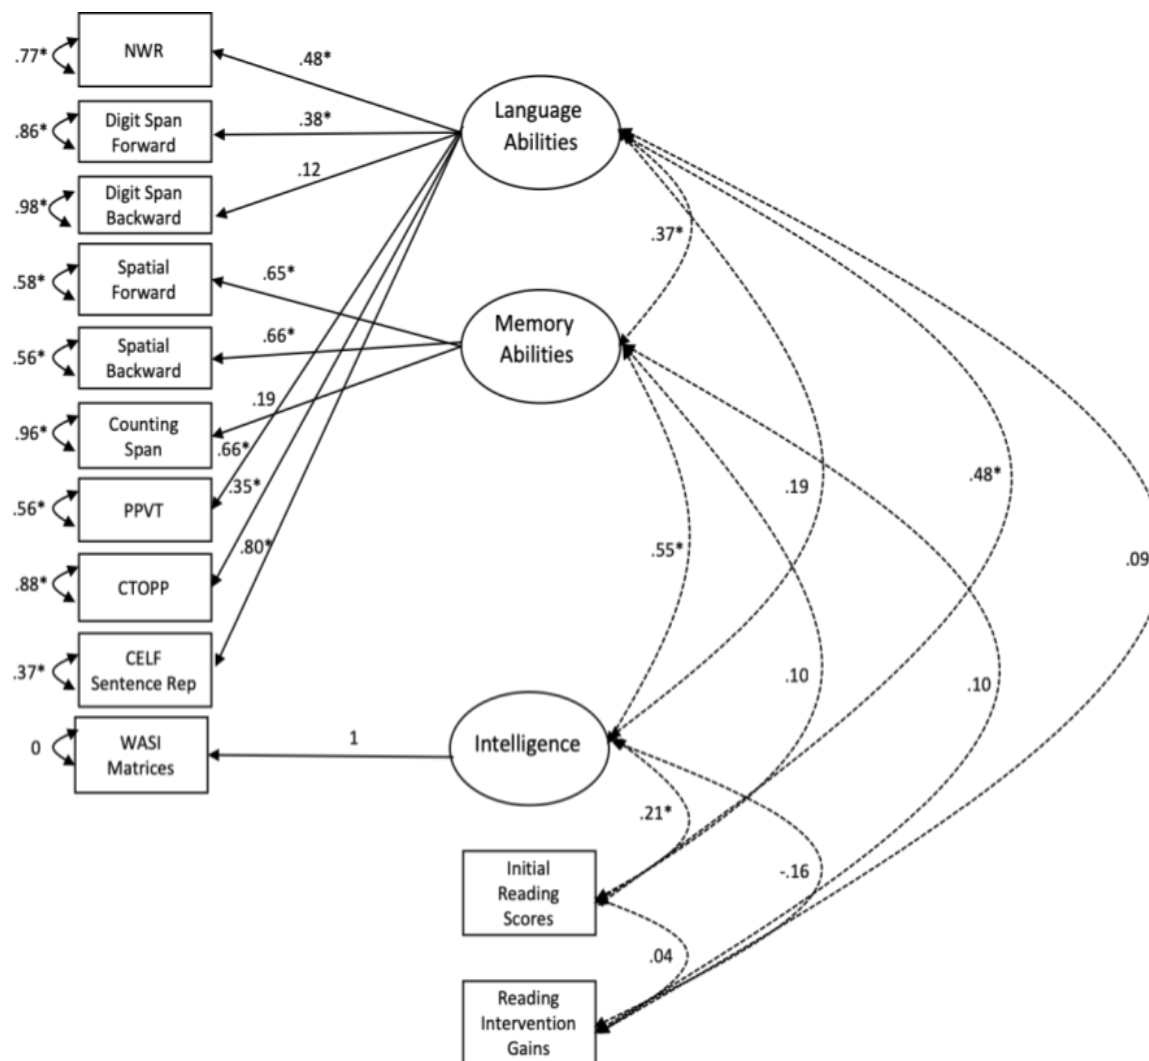 NWR
.77*
.48*
Language
Abilities
Digit Span
Forward
.86*
.38*
Digit Span
Backward
.98*
.12
.37*
Spatial
Forward
.58*
.65*
Memory
Abilities
Spatial
Backward
.56*
.66*
Counting
Span
.96*
.19
.66*
PPVT
.56*
.35*
.19
.48*
.80*
.55*
.09
CTOPP
.88*
CELF
Sentence Rep
.37*
.10
.10
WASI
Matrices
0
1
Intelligence
.21*
-.16
Initial
Reading
Scores
.04
Reading
Intervention
Gains